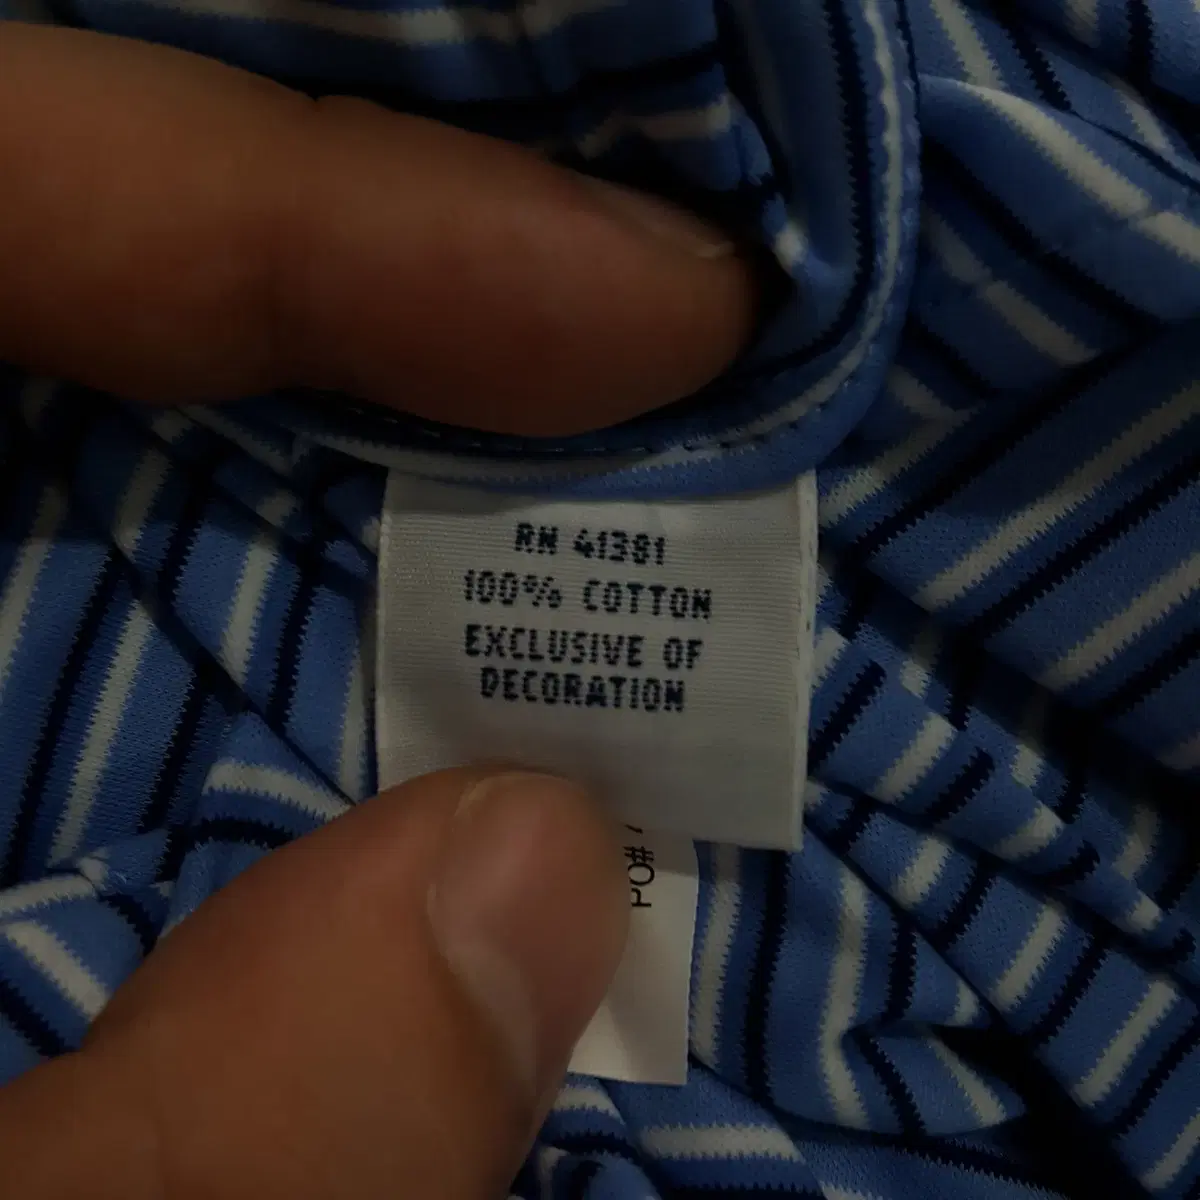 RN 41381
100% COTTON
EXCLUSIVE OF
DECORATION
PO#